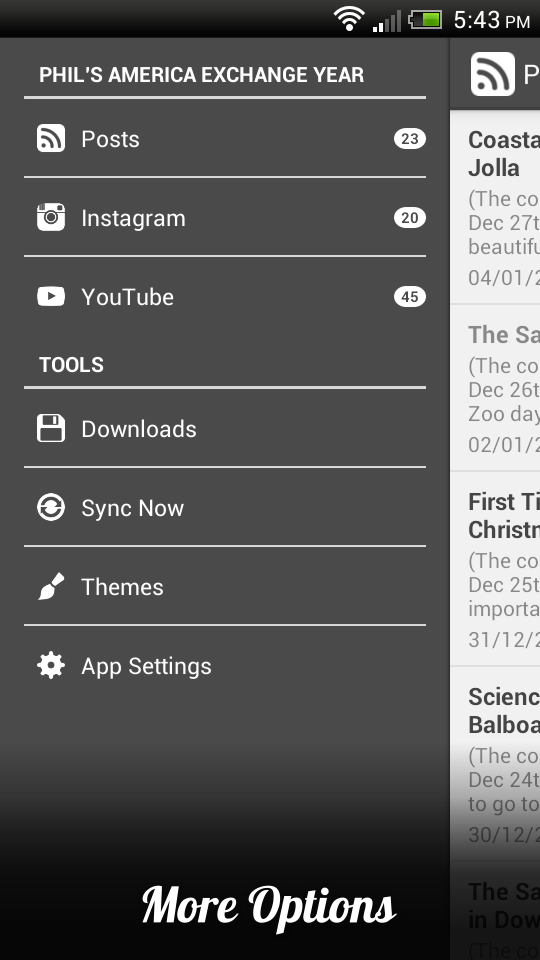 5:43 PM
PHIL'S AMERICA EXCHANGE YEAR
Posts 23
Instagram 20
YouTube 45
TOOLS
Downloads
Sync Now
Themes
App Settings
More Options
P
Coasta
Jolla
(The co
Dec 27t
beautifu
04/01/2
The Sa
(The co
Dec 26t
Zoo day
02/01/2
First Ti
Christm
(The co
Dec 25t
importa
31/12/2
Scienc
Balboa
(The co
Dec 24t
to go to
30/12/2
The Sa
in Dow
(The co